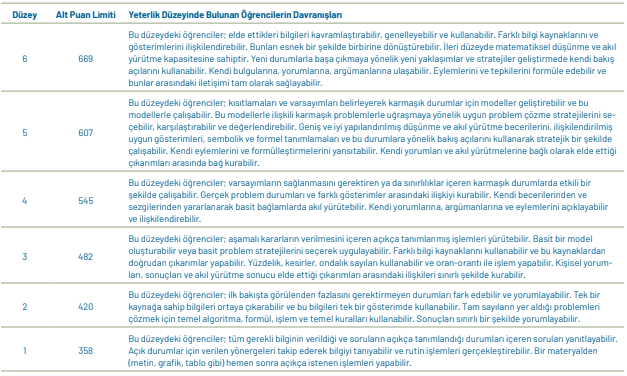 Düzey Alt Puan Limiti Yeterlik Düzeyinde Bulunan Öğrencilerin Davranışları
6 669
Bu düzeydeki öğrenciler; elde ettikleri bilgileri kavramlaştırabilir, genelleyebilir ve kullanabilir. Farklı bilgi kaynaklarını ve
gösterimlerini ilişkilendirebilir. Bunları esnek bir şekilde birbirine dönüştürebilir. İleri düzeyde matematiksel düşünme ve akıl
yürütme kapasitesine sahiptir. Yeni durumlarla başa çıkmaya yönelik yeni yaklaşımlar ve stratejiler geliştirmede kendi bakış
açılarını kullanabilir. Kendi bulgularına, yorumlarına, argümanlarına ulaşabilir. Eylemlerini ve tepkilerini formüle edebilir ve
bunlar arasındaki iletişimi tam olarak sağlayabilir.
5 607
Bu düzeydeki öğrenciler; kısıtlamaları ve varsayımları belirleyerek karmaşık durumlar için modeller geliştirebilir ve bu
modellerle çalışabilir. Bu modellerle ilişkili karmaşık problemlerle uğraşmaya yönelik uygun problem çözme stratejilerini se-
çebilir, karşılaştırabilir ve değerlendirebilir. Geniş ve iyi yapılandırılmış düşünme ve akıl yürütme becerilerini, ilişkilendirilmiş
uygun gösterimleri, sembolik ve formel tanımlamaları ve bu durumlara yönelik bakış açılarını kullanarak stratejik bir şekilde
çalışabilir. Kendi eylemlerini ve formülleştirmelerini yansıtabilir. Kendi yorumları ve akıl yürütmelerine bağlı olarak elde ettiği
çıkarımları arasında bağ kurabilir.
4 545
Bu düzeydeki öğrenciler; varsayımların sağlanmasını gerektiren ya da sınırlılıklar içeren karmaşık durumlarda etkili bir
şekilde çalışabilir. Gerçek problem durumları ve farklı gösterimler arasındaki ilişkiyi kurabilir. Kendi becerilerinden ve
sezgilerinden yararlanarak basit bağlamlarda akıl yürütebilir. Kendi yorumlarına, argümanlarına ve eylemlerini açıklayabilir
ve ilişkilendirebilir.
3 482
Bu düzeydeki öğrenciler; aşamalı kararların verilmesini içeren açıkça tanımlanmış işlemleri yürütebilir. Basit bir model
oluşturabilir veya basit problem stratejilerini seçerek uygulayabilir. Farklı bilgi kaynaklarını kullanabilir ve bu kaynaklardan
doğrudan çıkarımlar yapabilir. Yüzdelik, kesirler, ondalık sayıları kullanabilir ve oran-orantı ile işlem yapabilir. Kişisel yorum-
ları, sonuçları ve akıl yürütme sonucu elde ettiği çıkarımları arasındaki ilişkileri sınırlı şekilde kurabilir.
2 420
Bu düzeydeki öğrenciler; ilk bakışta görülenden fazlasını gerektirmeyen durumları fark edebilir ve yorumlayabilir. Tek bir
kaynağa sahip bilgileri ortaya çıkarabilir ve bu bilgileri tek bir gösterimde kullanabilir. Tam sayıların yer aldığı problemleri
çözmek için temel algoritma, formül, işlem ve temel kuralları kullanabilir. Sonuçları sınırlı bir şekilde yorumlayabilir.
1 358
Bu düzeydeki öğrenciler; tüm gerekli bilginin verildiği ve soruların açıkça tanımlandığı durumları içeren soruları yanıtlayabilir.
Açık durumlar için verilen yönergeleri takip ederek bilgiyi tanıyabilir ve rutin işlemleri gerçekleştirebilir. Bir materyalden
(metin, grafik, tablo gibi) hemen sonra açıkça istenen işlemleri yapabilir.